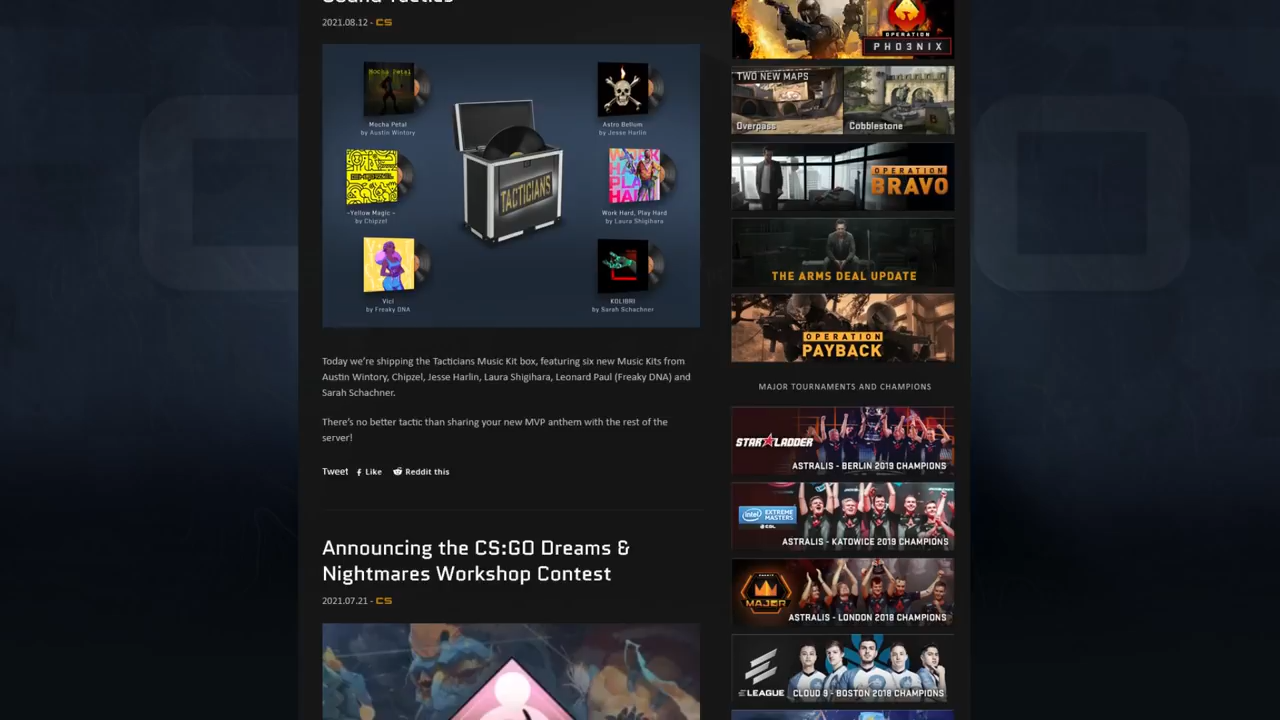 Sound Tactics
2021.08.12 - CS
Mocha Petal
Mocha Petal
by Austin Wintory
Astro Bellum
by Jesse Harlin
TACTICIANS
~Yellow Magic ~
by Chipzel
Work Hard, Play Hard
by Laura Shigihara
Vici
by Freaky DNA
KOLIBRI
by Sarah Schachner
Today we're shipping the Tacticians Music Kit box, featuring six new Music Kits from
Austin Wintory, Chipzel, Jesse Harlin, Laura Shigihara, Leonard Paul (Freaky DNA) and
Sarah Schachner.
There's no better tactic than sharing your new MVP anthem with the rest of the
server!
Tweet Like Reddit this
Announcing the CS:GO Dreams &
Nightmares Workshop Contest
2021.07.21 - CS
OPERATION
PHO3NIX
TWO NEW MAPS
Overpass
Cobblestone
OPERATION
BRAVO
THE ARMS DEAL UPDATE
OPERATION
PAYBACK
MAJOR TOURNAMENTS AND CHAMPIONS
STARLADDER
ASTRALIS - BERLIN 2019 CHAMPIONS
intel EXTREME
MASTERS
ESL
ASTRALIS - KATOWICE 2019 CHAMPIONS
MAJOR
ASTRALIS - LONDON 2018 CHAMPIONS
ELEAGUE
CLOUD 9 - BOSTON 2018 CHAMPIONS